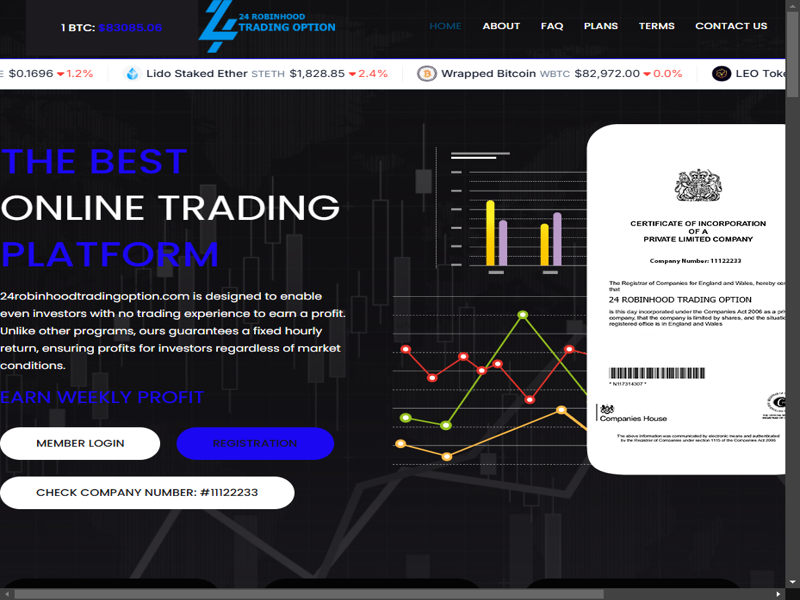 1 BTC: $83085.06
24 ROBINHOOD
TRADING OPTION
HOME ABOUT FAQ PLANS TERMS CONTACT US
E $0.1696 1.2% Lido Staked Ether STETH $1,828.85 2.4% Wrapped Bitcoin WBTC $82,972.00 0.0% LEO Toke
THE BEST
ONLINE TRADING
PLATFORM
24robinhoodtradingoption.com is designed to enable
even investors with no trading experience to earn a profit.
Unlike other programs, ours guarantees a fixed hourly
return, ensuring profits for investors regardless of market
conditions.
EARN WEEKLY PROFIT
MEMBER LOGIN
REGISTRATION
CHECK COMPANY NUMBER: #11122233
CERTIFICATE OF INCORPORATION
OF A
PRIVATE LIMITED COMPANY
Company Number: 11122233
The Registrar of Companies for England and Wales, hereby cer
that
24 ROBINHOOD TRADING OPTION
is this day incorporated under the Companies Act 2006 as a pri
company, that the company is limited by shares, and the situatio
registered office is in England and Wales
* N117314307 *
Companies House
The above information was communicated by electronic means and authenticated
by the Registrar of Companies under section 1115 of the Companies Act 2006